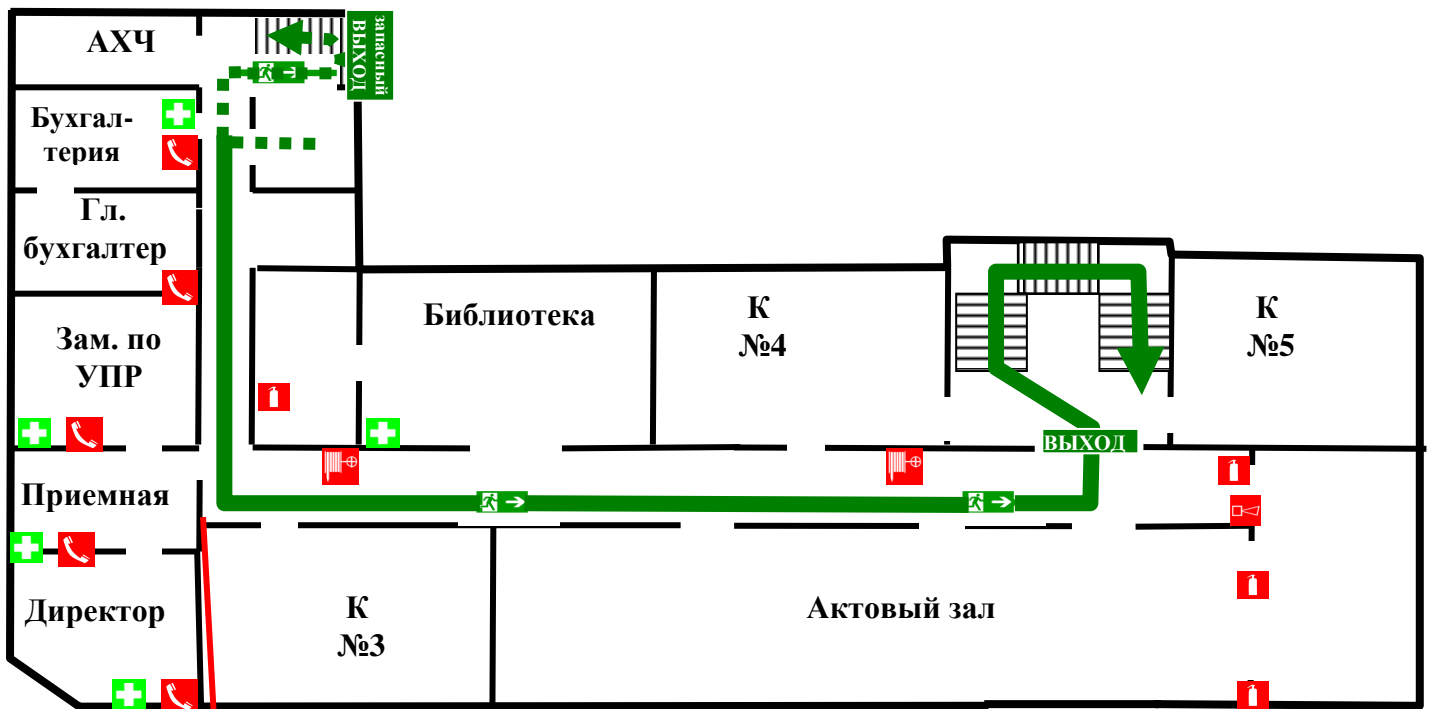 АХЧ
запасный
ВЫХОД
Бухгал-
терия
Гл.
бухгалтер
Зам. по
УПР
Библиотека
К
№4
К
№5
ВЫХОД
Приемная
Директор
К
№3
Актовый зал